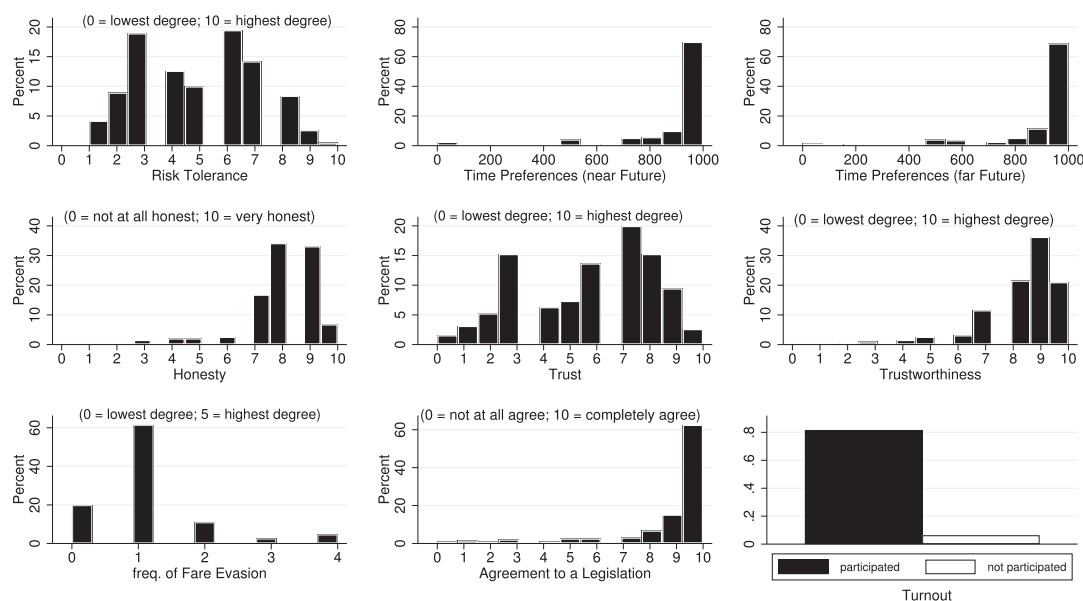 (0 = lowest degree; 10 = highest degree)
Percent
0 5 10 15 20
0 1 2 3 4 5 6 7 8 9 10
Risk Tolerance
Percent
0 20 40 60 80
0 200 400 600 800 1000
Time Preferences (near Future)
Percent
0 20 40 60 80
0 200 400 600 800 1000
Time Preferences (far Future)
(0 = not at all honest; 10 = very honest)
Percent
0 10 20 30 40
0 1 2 3 4 5 6 7 8 9 10
Honesty
(0 = lowest degree; 10 = highest degree)
Percent
0 5 10 15 20
0 1 2 3 4 5 6 7 8 9 10
Trust
(0 = lowest degree; 10 = highest degree)
Percent
0 10 20 30 40
0 1 2 3 4 5 6 7 8 9 10
Trustworthiness
(0 = lowest degree; 5 = highest degree)
Percent
0 20 40 60
0 1 2 3 4
freq. of Fare Evasion
(0 = not at all agree; 10 = completely agree)
Percent
0 20 40 60
0 1 2 3 4 5 6 7 8 9 10
Agreement to a Legislation
0 .2 .4 .6 .8
participated not participated
Turnout